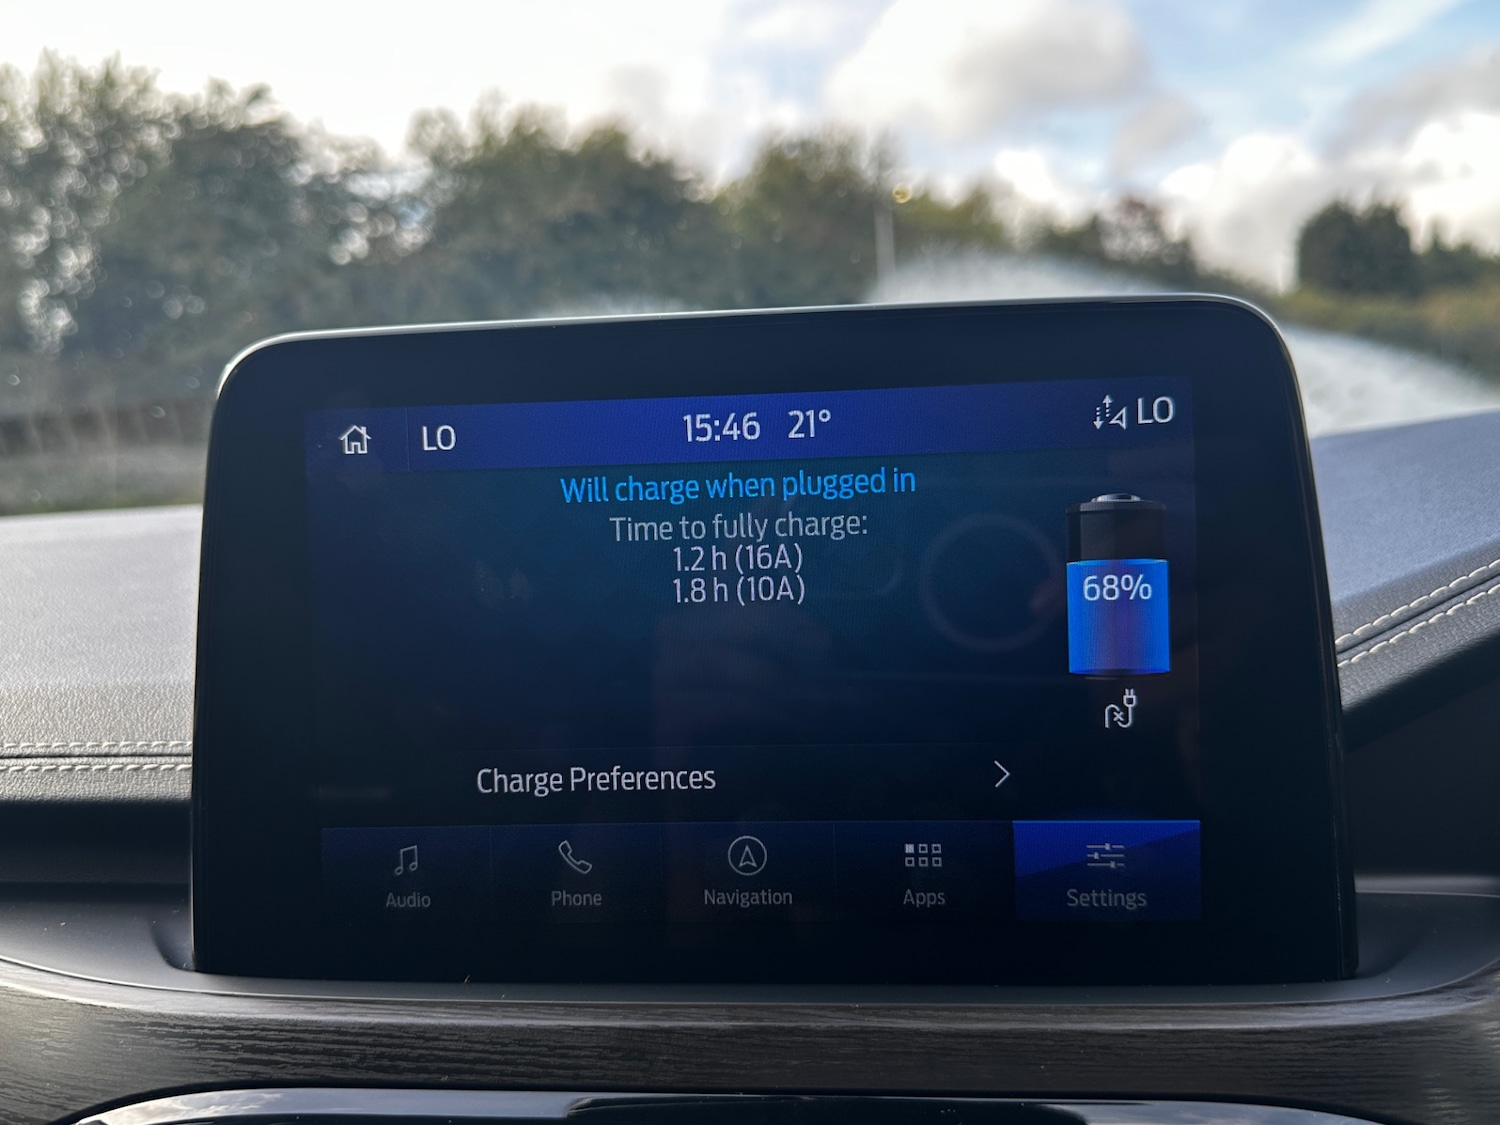 LO
15:46 21°
LO
Will charge when plugged in
Time to fully charge:
1.2 h (16A)
1.8 h (10A)
68%
Charge Preferences
Audio
Phone
Navigation
Apps
Settings